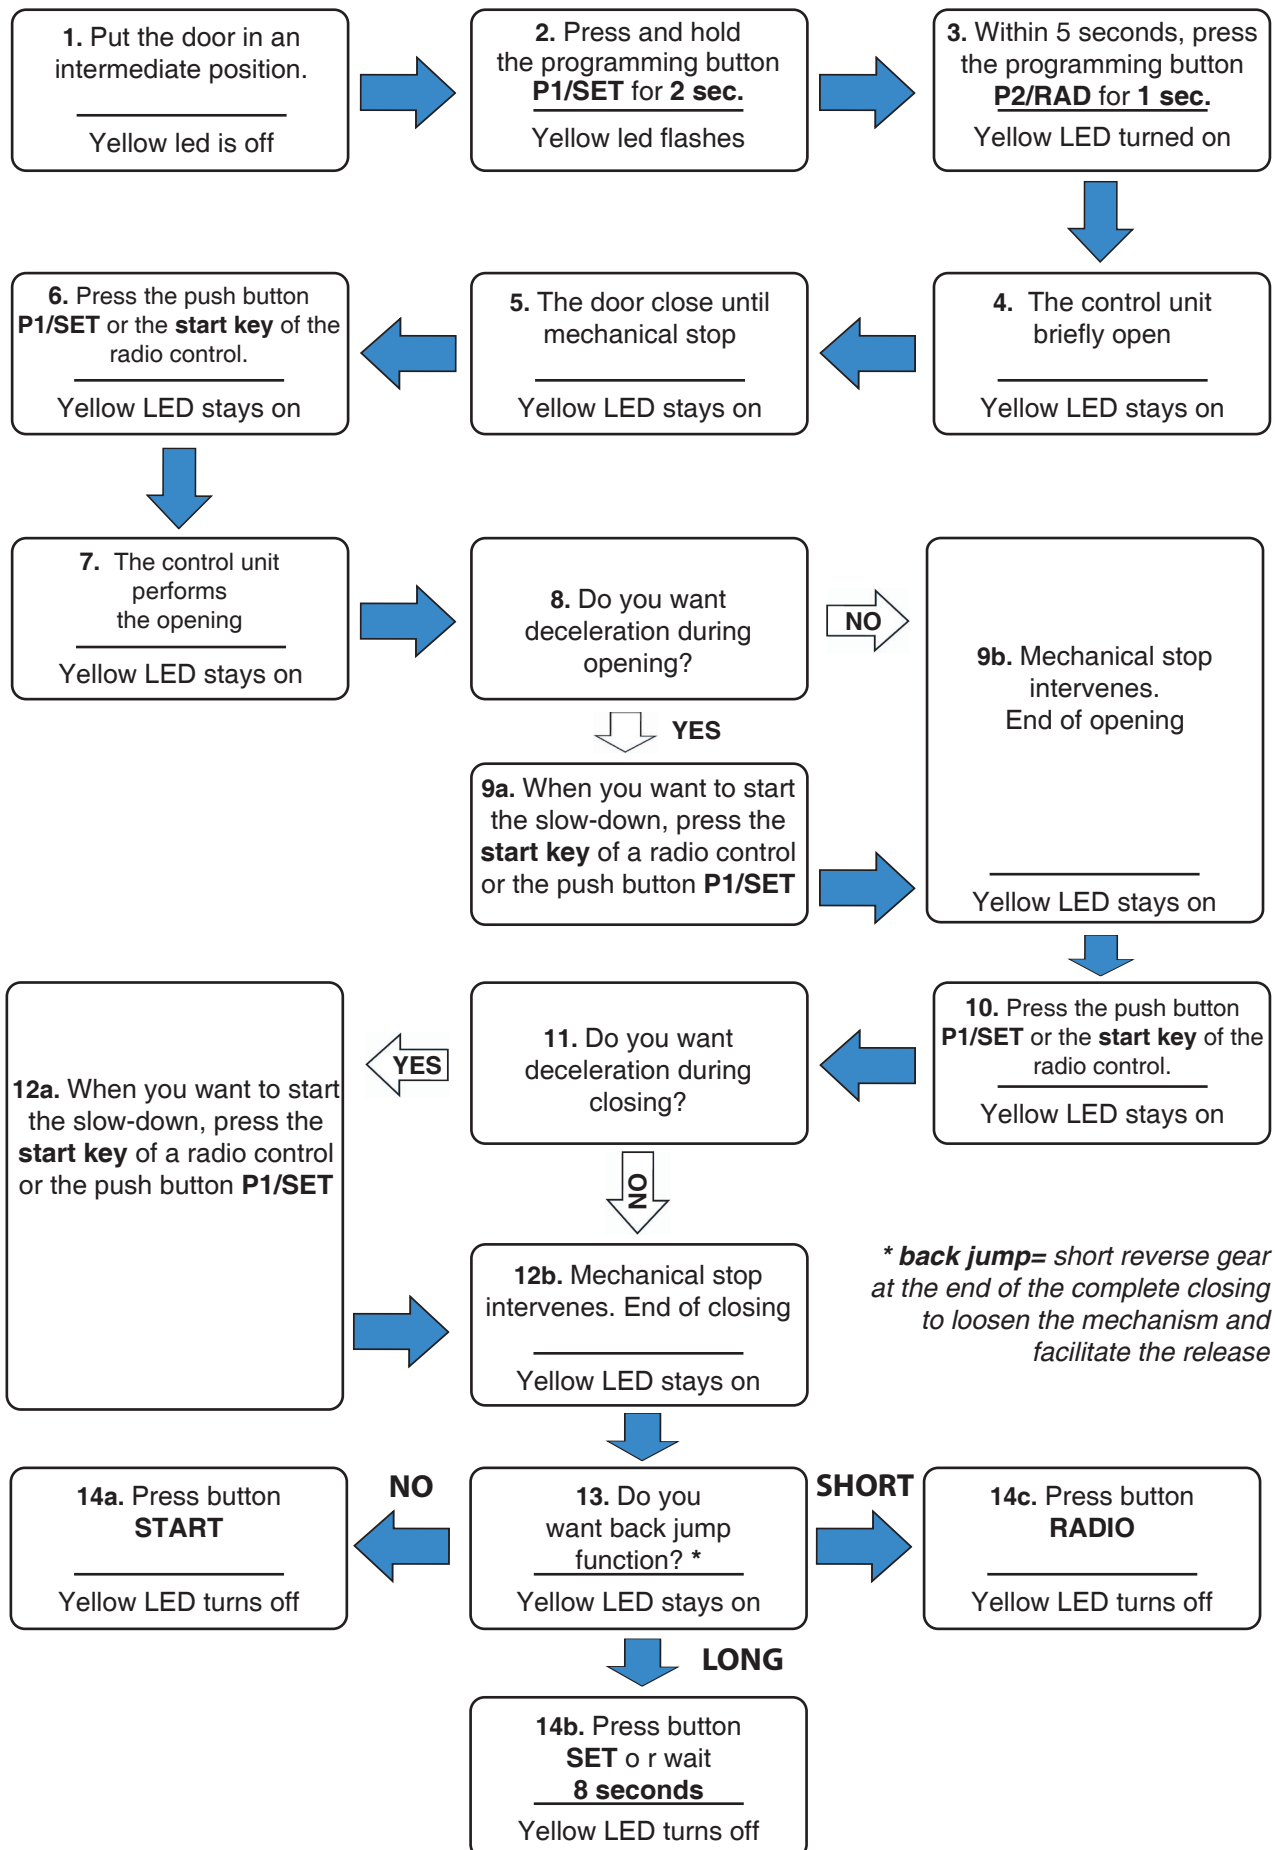 1. Put the door in an
intermediate position.
Yellow led is off
2. Press and hold
the programming button
P1/SET for 2 sec.
Yellow led flashes
3. Within 5 seconds, press
the programming button
P2/RAD for 1 sec.
Yellow LED turned on
4. The control unit
briefly open
Yellow LED stays on
5. The door close until
mechanical stop
Yellow LED stays on
6. Press the push button
P1/SET or the start key of the
radio control.
Yellow LED stays on
7. The control unit
performs
the opening
Yellow LED stays on
8. Do you want
deceleration during
opening?
NO
YES
9a. When you want to start
the slow-down, press the
start key of a radio control
or the push button P1/SET
9b. Mechanical stop
intervenes.
End of opening
Yellow LED stays on
10. Press the push button
P1/SET or the start key of the
radio control.
Yellow LED stays on
11. Do you want
deceleration during
closing?
YES
NO
12a. When you want to start
the slow-down, press the
start key of a radio control
or the push button P1/SET
12b. Mechanical stop
intervenes. End of closing
Yellow LED stays on
* back jump= short reverse gear
at the end of the complete closing
to loosen the mechanism and
facilitate the release
13. Do you
want back jump
function? *
Yellow LED stays on
NO
14a. Press button
START
Yellow LED turns off
SHORT
14c. Press button
RADIO
Yellow LED turns off
LONG
14b. Press button
SET o r wait
8 seconds
Yellow LED turns off